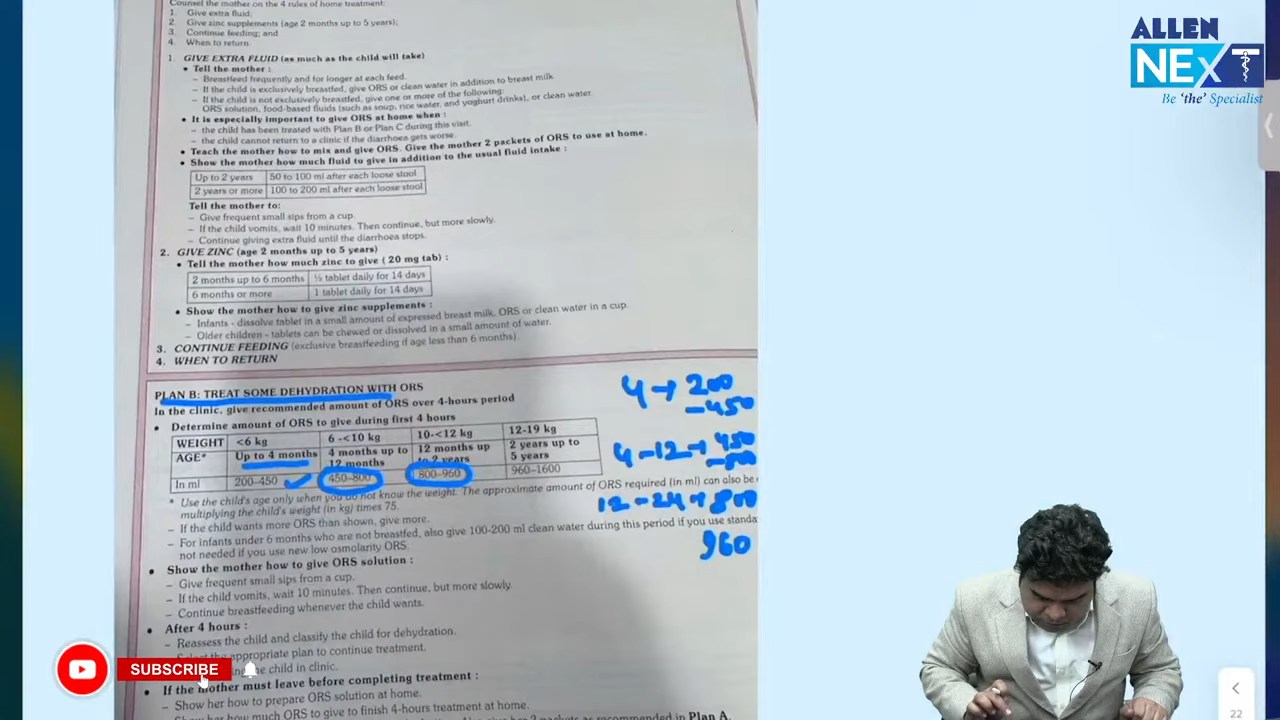 Counsel the mother on the 4 rules of home treatment:
1. Give extra fluid;
2. Give zinc supplements (age 2 months up to 5 years);
3. Continue feeding; and
4. When to return.
1. GIVE EXTRA FLUID (as much as the child will take)
• Tell the mother :
– Breastfeed frequently and for longer at each feed.
– If the child is exclusively breastfed, give ORS or clean water in addition to breast milk.
– If the child is not exclusively breastfed, give one or more of the following:
ORS solution, food-based fluids (such as soup, rice water, and yoghurt drinks), or clean water.
• It is especially important to give ORS at home when :
– the child has been treated with Plan B or Plan C during this visit.
– the child cannot return to a clinic if the diarrhoea gets worse.
• Teach the mother how to mix and give ORS. Give the mother 2 packets of ORS to use at home.
• Show the mother how much fluid to give in addition to the usual fluid intake :
Up to 2 years 50 to 100 ml after each loose stool
2 years or more 100 to 200 ml after each loose stool
Tell the mother to:
– Give frequent small sips from a cup.
– If the child vomits, wait 10 minutes. Then continue, but more slowly.
– Continue giving extra fluid until the diarrhoea stops.
2. GIVE ZINC (age 2 months up to 5 years)
• Tell the mother how much zinc to give ( 20 mg tab) :
2 months up to 6 months ½ tablet daily for 14 days
6 months or more 1 tablet daily for 14 days
• Show the mother how to give zinc supplements :
– Infants - dissolve tablet in a small amount of expressed breast milk, ORS or clean water in a cup.
– Older children - tablets can be chewed or dissolved in a small amount of water.
3. CONTINUE FEEDING (exclusive breastfeeding if age less than 6 months)
4. WHEN TO RETURN
PLAN B: TREAT SOME DEHYDRATION WITH ORS
In the clinic, give recommended amount of ORS over 4-hours period
• Determine amount of ORS to give during first 4 hours
WEIGHT <6 kg 6 -<10 kg 10-<12 kg 12-19 kg
AGE* Up to 4 months 4 months up to 12 months 12 months up to 2 years 2 years up to 5 years
In ml 200–450 450–800 800–960 960–1600
* Use the child's age only when you do not know the weight. The approximate amount of ORS required (in ml) can also be
multiplying the child's weight (in kg) times 75.
– If the child wants more ORS than shown, give more.
– For infants under 6 months who are not breastfed, also give 100-200 ml clean water during this period if you use standa
not needed if you use new low osmolarity ORS.
• Show the mother how to give ORS solution :
– Give frequent small sips from a cup.
– If the child vomits, wait 10 minutes. Then continue, but more slowly.
– Continue breastfeeding whenever the child wants.
• After 4 hours :
– Reassess the child and classify the child for dehydration.
appropriate plan to continue treatment.
the child in clinic.
• If the mother must leave before completing treatment :
– Show her how to prepare ORS solution at home.
much ORS to give to finish 4-hours treatment at home.
as recommended in Plan A.
4 → 200
-450
4 - 12 → 450
-800
12 - 24 → 800
960
ALLEN
NExT
Be 'the' Specialist
SUBSCRIBE
22